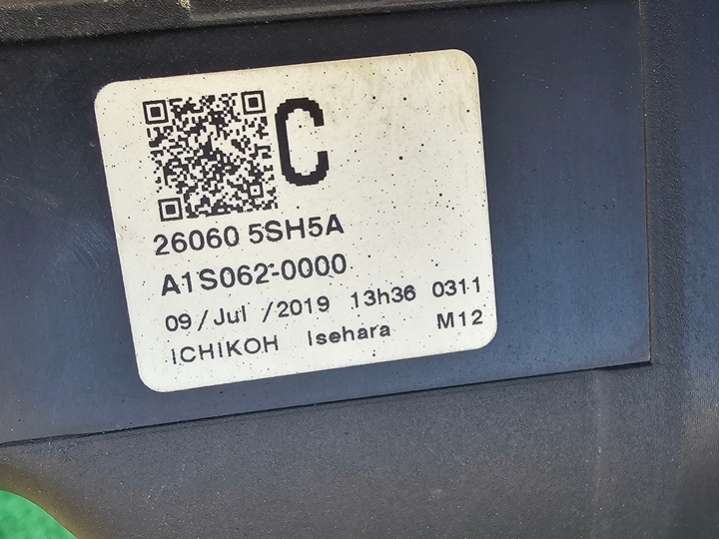 C
26060 5SH5A
A1S062-0000
09/Jul /2019 13h36 0311
ICHIKOH Isehara M12